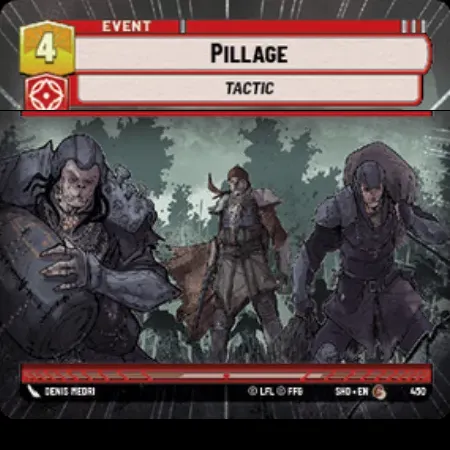 EVENT
4
PILLAGE
TACTIC
DENIS MEDRI
© LFL © FFG
SHD • EN
450